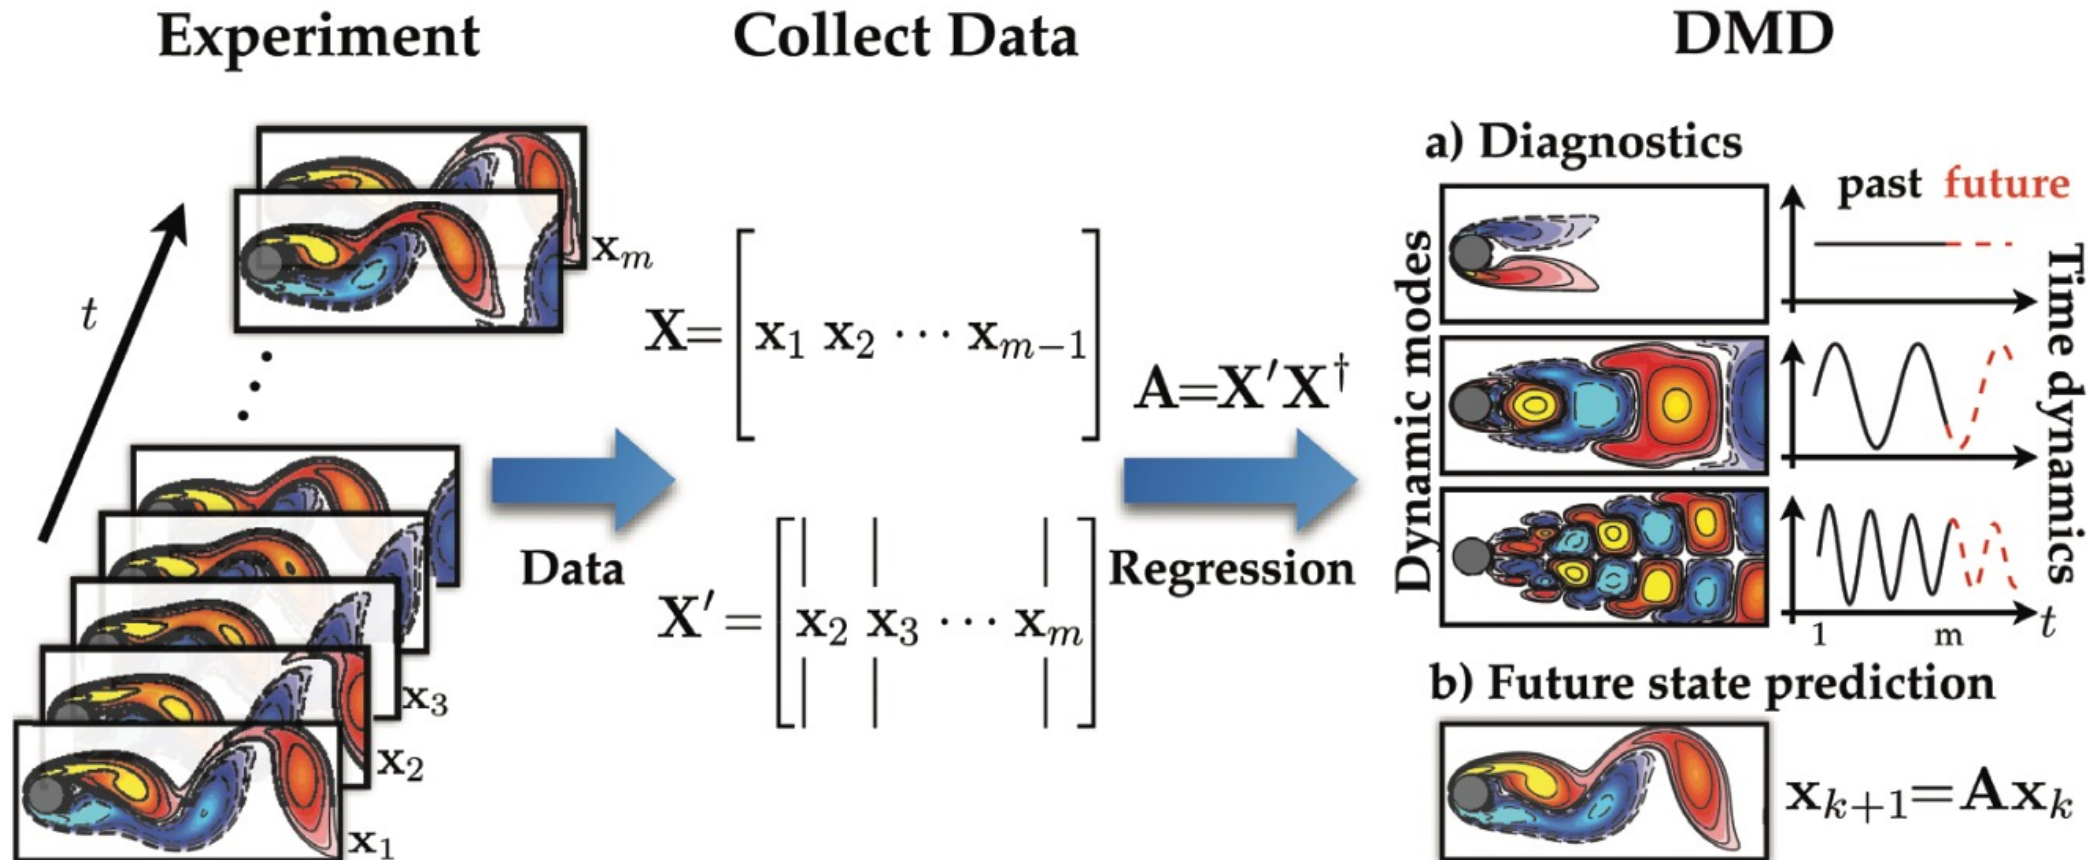 Experiment
Collect Data
DMD
t
x_m
x_3
x_2
x_1
Data
X=[x_1 x_2 ⋯ x_{m−1}]
X′=[x_2 x_3 ⋯ x_m]
A=X′X†
Regression
a) Diagnostics
past future
Dynamic modes
Time dynamics
1 m t
b) Future state prediction
x_{k+1}=Ax_k